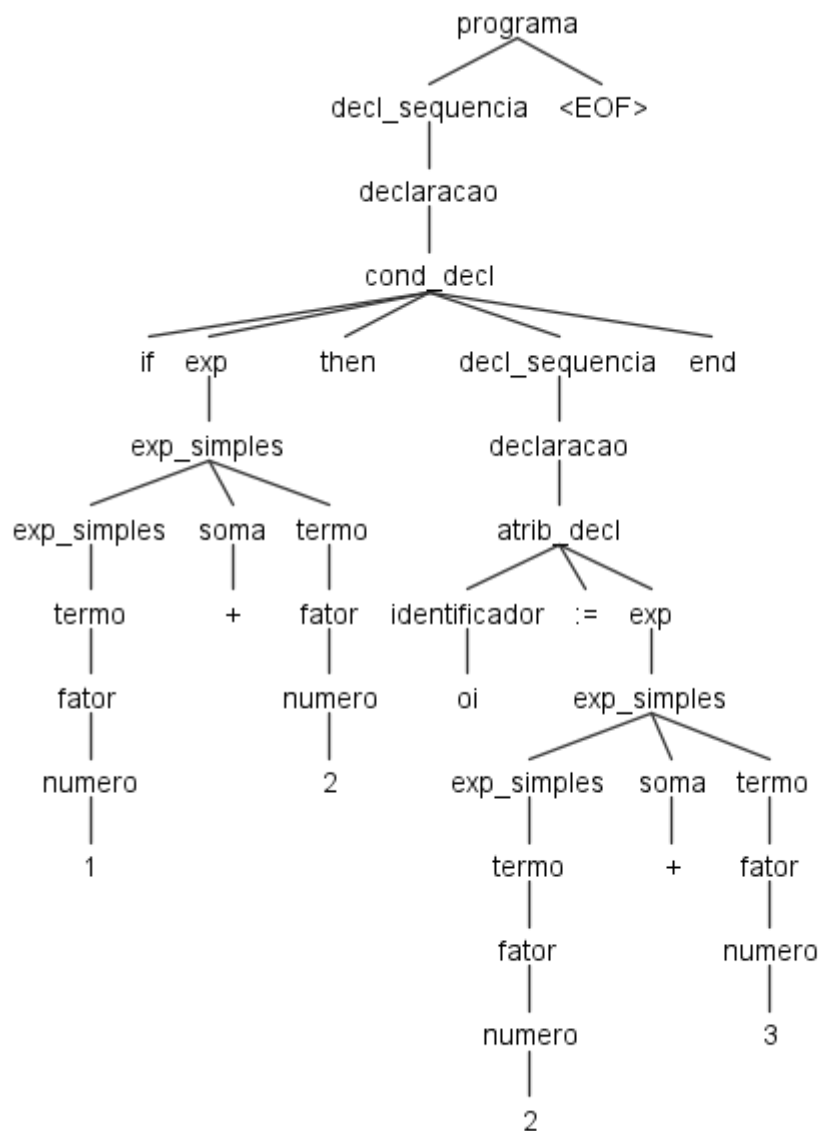 programa
decl_sequencia <EOF>
declaracao
cond_decl
if exp then decl_sequencia end
exp_simples declaracao
exp_simples soma termo atrib_decl
termo + fator identificador := exp
fator numero oi exp_simples
numero 2 exp_simples soma termo
1 termo + fator
fator numero
numero 3
2